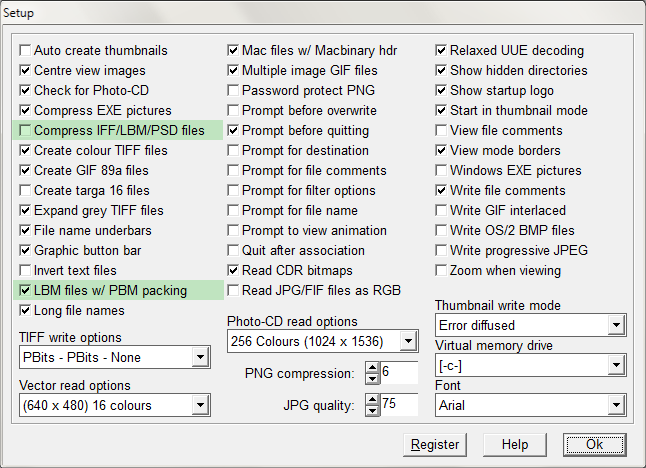 Setup
Auto create thumbnails
Centre view images
Check for Photo-CD
Compress EXE pictures
Compress IFF/LBM/PSD files
Create colour TIFF files
Create GIF 89a files
Create targa 16 files
Expand grey TIFF files
File name underbars
Graphic button bar
Invert text files
LBM files w/ PBM packing
Long file names
TIFF write options
PBits - PBits - None
Vector read options
(640 x 480) 16 colours
Mac files w/ Macbinary hdr
Multiple image GIF files
Password protect PNG
Prompt before overwrite
Prompt before quitting
Prompt for destination
Prompt for file comments
Prompt for filter options
Prompt for file name
Prompt to view animation
Quit after association
Read CDR bitmaps
Read JPG/FIF files as RGB
Photo-CD read options
256 Colours (1024 x 1536)
PNG compression: 6
JPG quality: 75
Relaxed UUE decoding
Show hidden directories
Show startup logo
Start in thumbnail mode
View file comments
View mode borders
Windows EXE pictures
Write file comments
Write GIF interlaced
Write OS/2 BMP files
Write progressive JPEG
Zoom when viewing
Thumbnail write mode
Error diffused
Virtual memory drive
[-c-]
Font
Arial
Register
Help
Ok